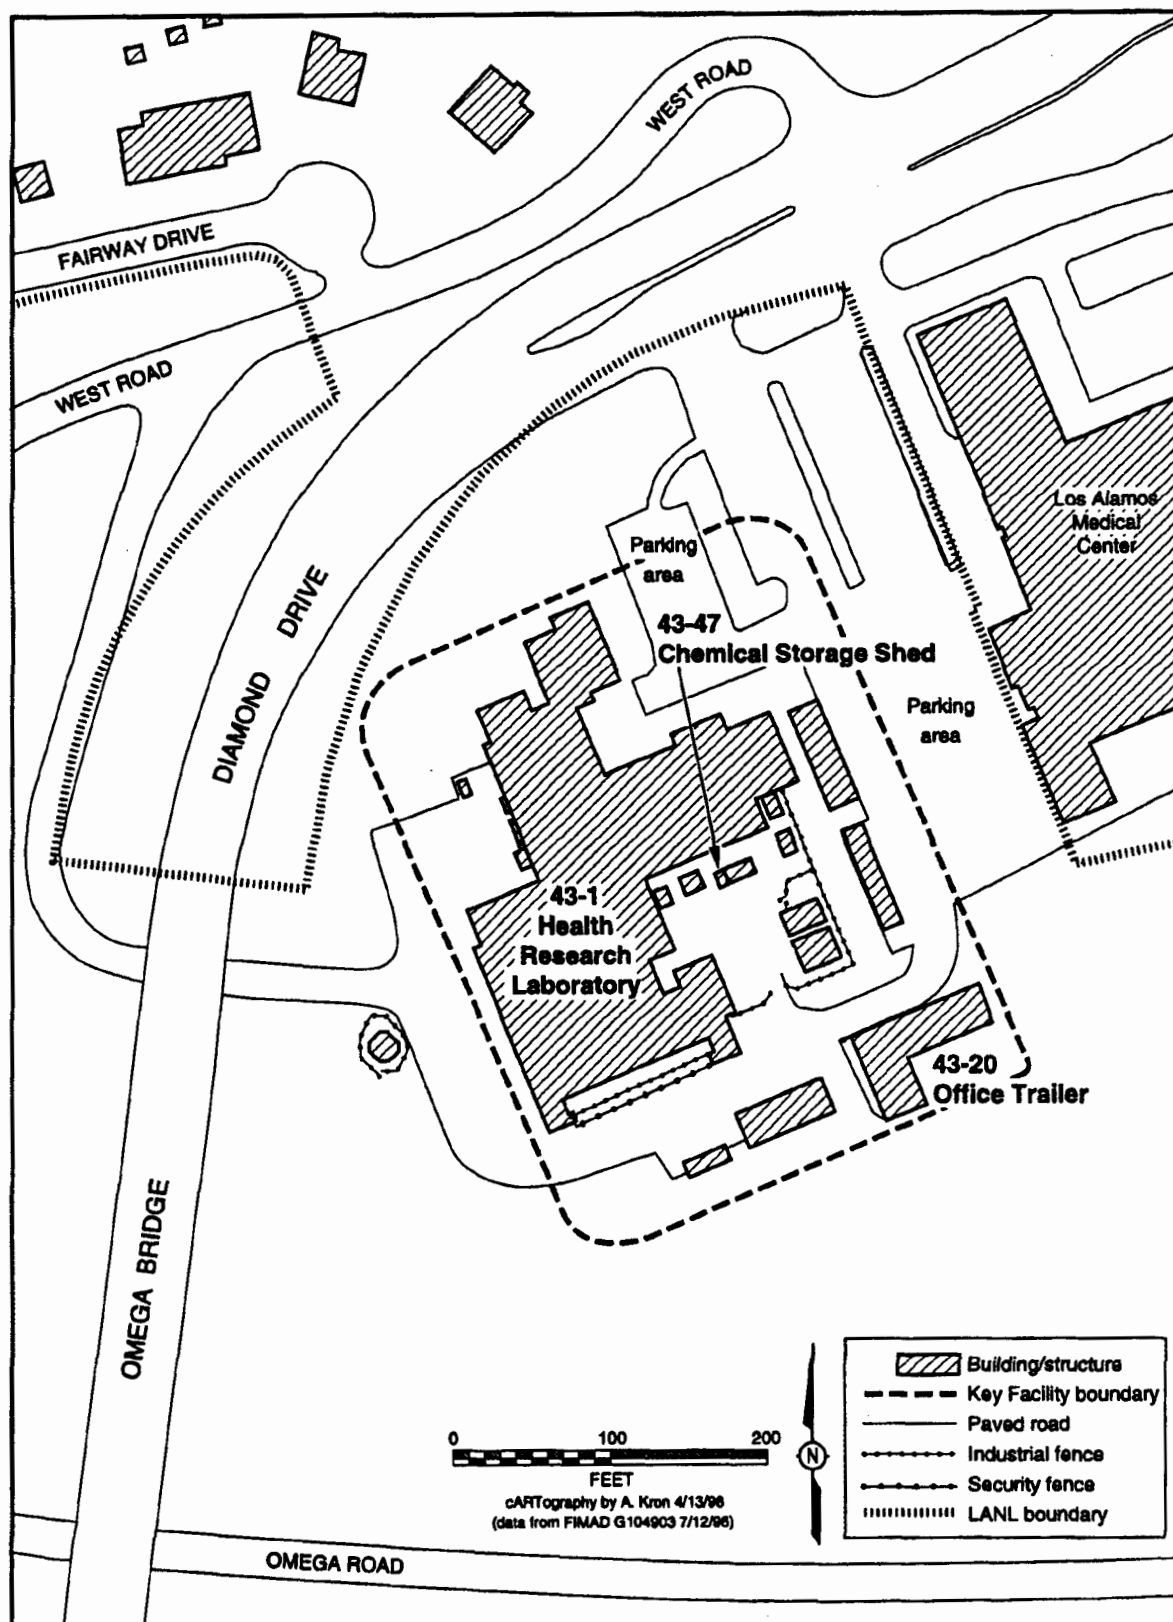 WEST ROAD
FAIRWAY DRIVE
WEST ROAD
Los Alamos
Medical
Center
Parking
area
DIAMOND DRIVE
43-47
Chemical Storage Shed
Parking
area
43-1
Health
Research
Laboratory
43-20
Office Trailer
OMEGA BRIDGE
Building/structure
Key Facility boundary
Paved road
Industrial fence
Security fence
LANL boundary
0 100 200
FEET
N
cARTography by A. Kron 4/13/98
(data from FIMAD G104903 7/12/96)
OMEGA ROAD